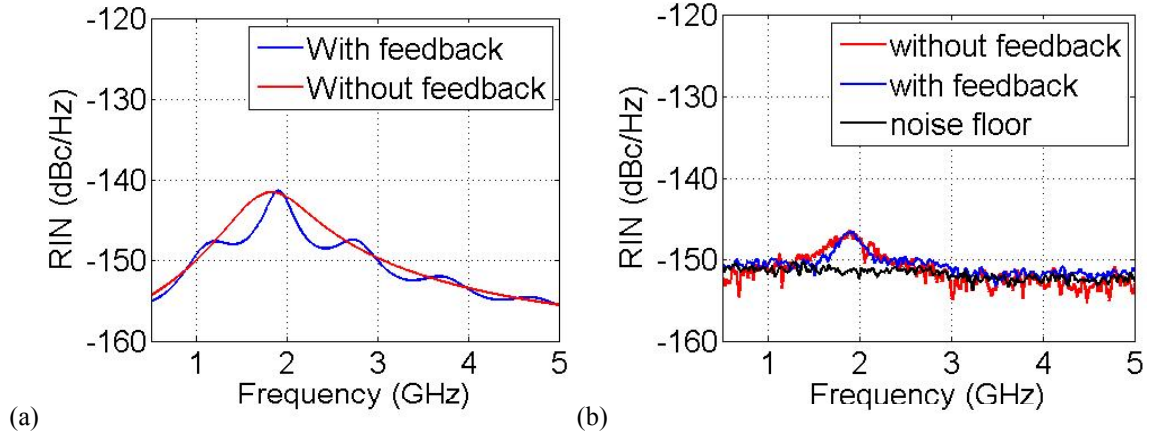 -120
-130
-140
-150
-160
RIN (dBc/Hz)
With feedback
Without feedback
1 2 3 4 5
Frequency (GHz)
(a)
-120
-130
-140
-150
-160
RIN (dBc/Hz)
without feedback
with feedback
noise floor
1 2 3 4 5
Frequency (GHz)
(b)